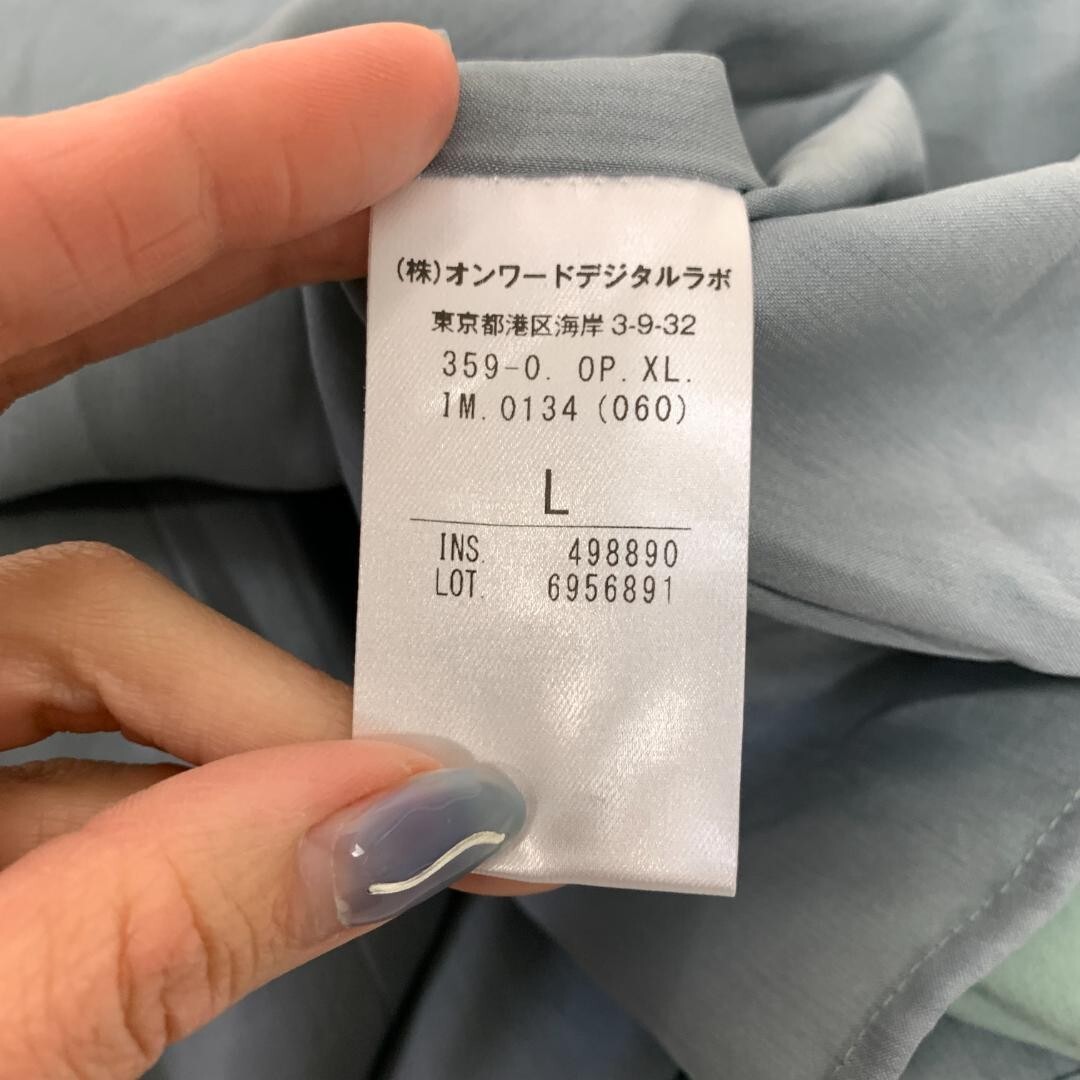 (株)オンワードデジタルラボ
東京都港区海岸 3-9-32
359-0. OP. XL.
IM. 0134 (060)
L
INS. 498890
LOT. 6956891